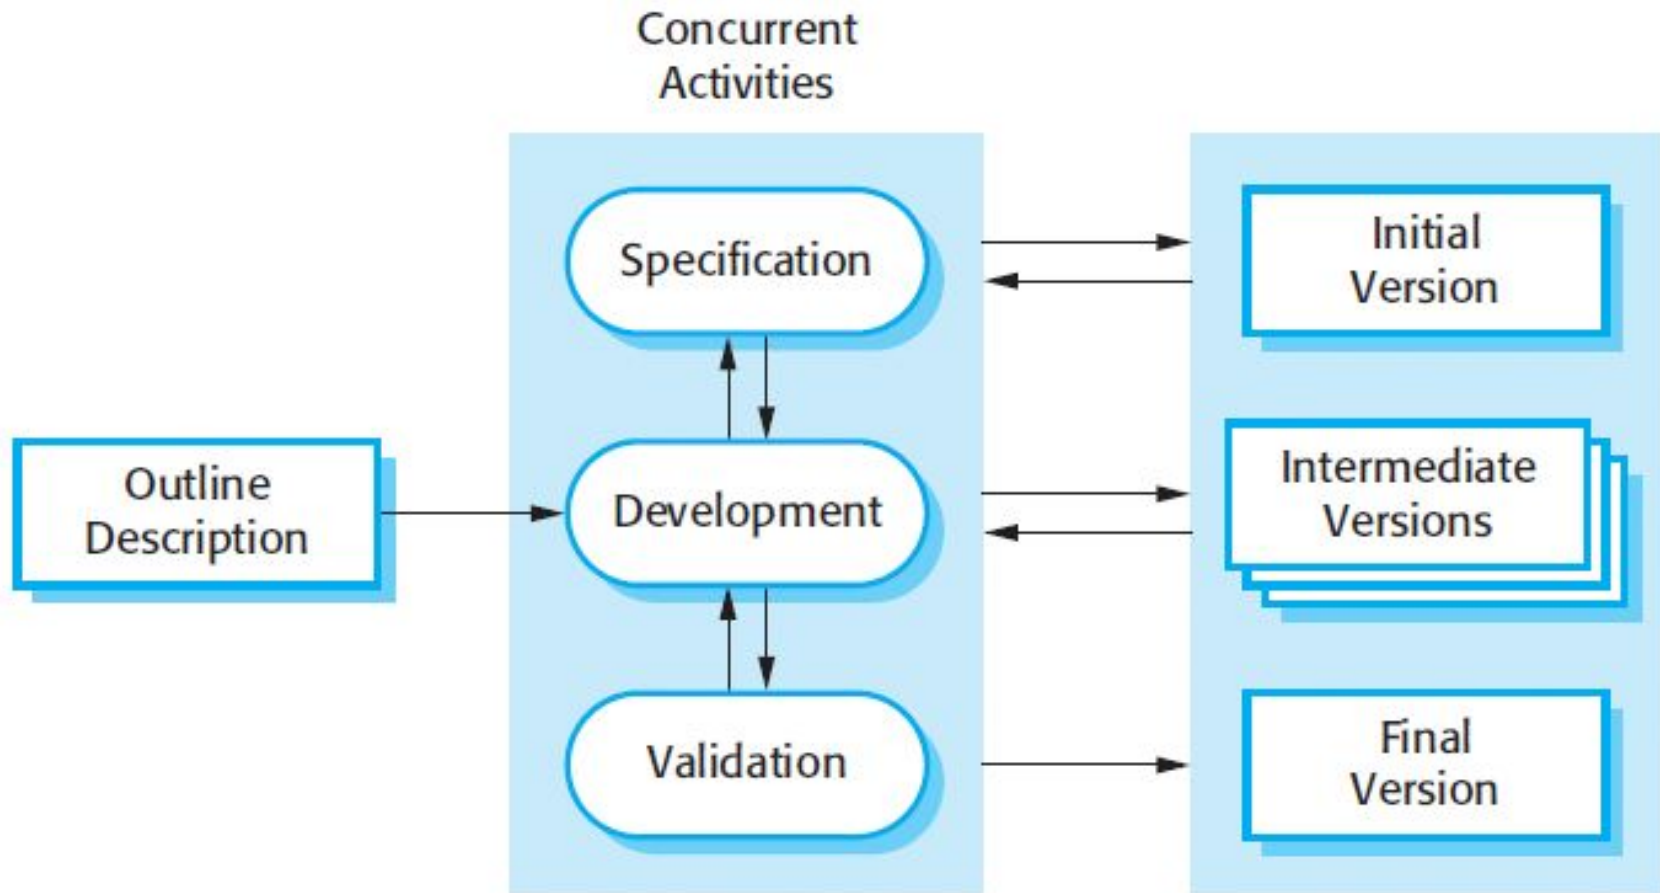 Concurrent
Activities
Specification
Initial
Version
Outline
Description
Development
Intermediate
Versions
Validation
Final
Version